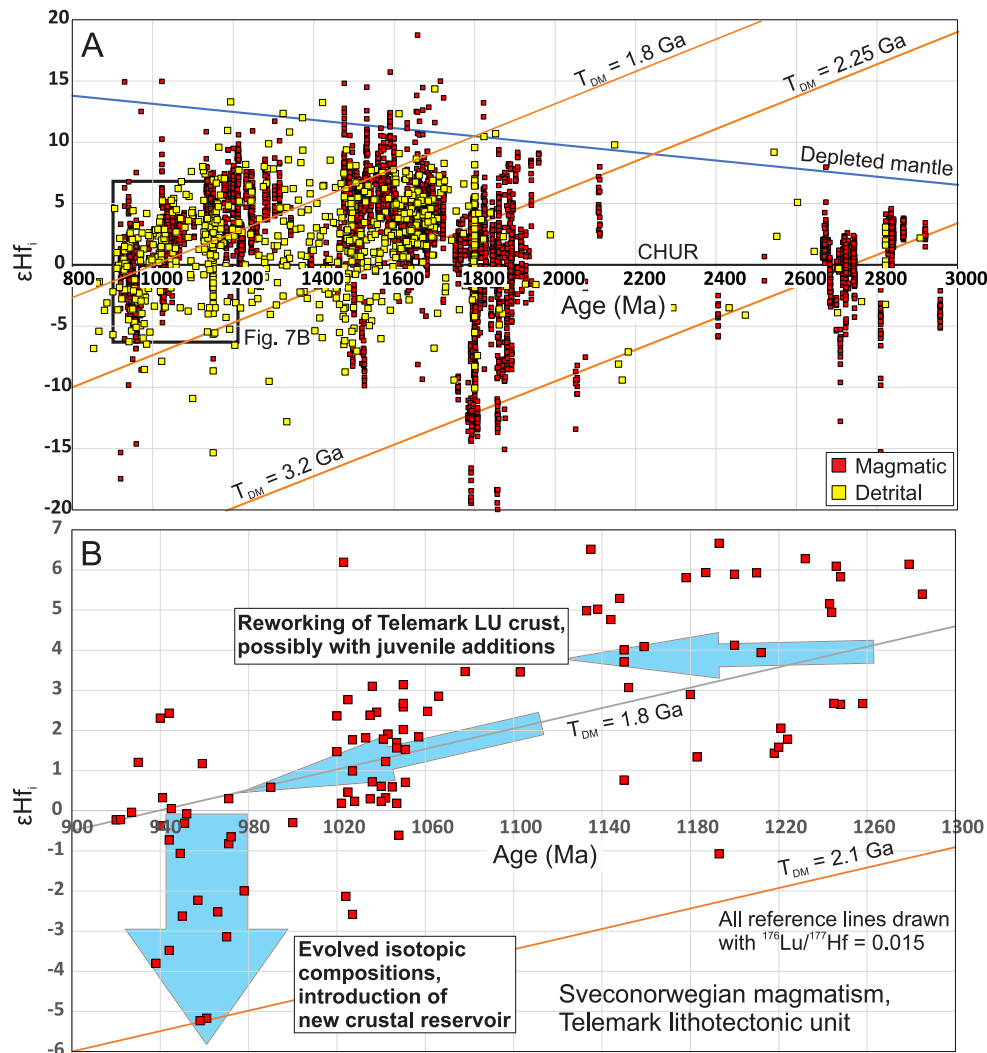 A
20
15
10
5
0
-5
-10
-15
-20
εHfᵢ
T_DM = 1.8 Ga
T_DM = 2.25 Ga
Depleted mantle
CHUR
800 1000 1200 1400 1600 1800 2000 2200 2400 2600 2800 3000
Age (Ma)
Fig. 7B
T_DM = 3.2 Ga
Magmatic
Detrital
B
7
6
5
4
3
2
1
0
-1
-2
-3
-4
-5
-6
εHfᵢ
Reworking of Telemark LU crust,
possibly with juvenile additions
T_DM = 1.8 Ga
900 940 980 1020 1060 1100 1140 1180 1220 1260 1300
Age (Ma)
T_DM = 2.1 Ga
All reference lines drawn
with ¹⁷⁶Lu/¹⁷⁷Hf = 0.015
Evolved isotopic
compositions,
introduction of
new crustal reservoir
Sveconorwegian magmatism,
Telemark lithotectonic unit